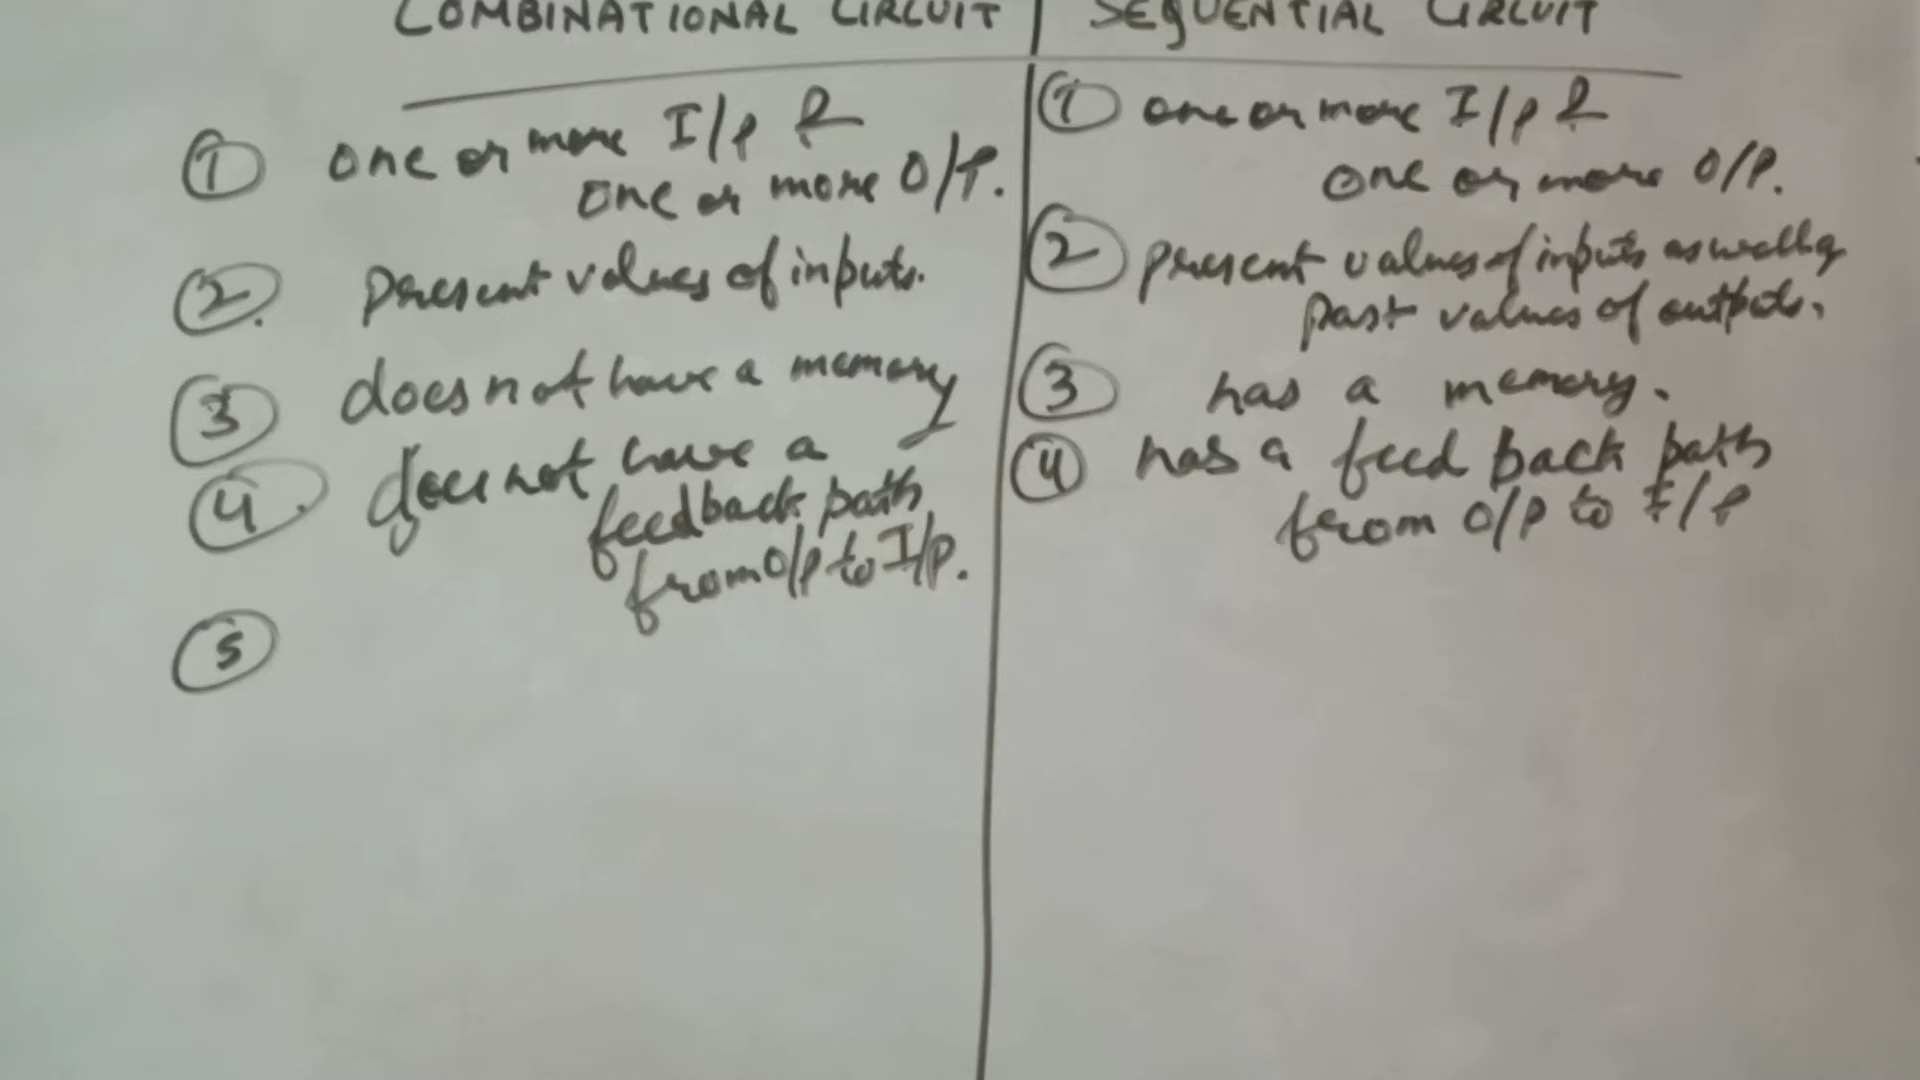 COMBINATIONAL CIRCUIT
① one or more I/P &
one or more O/P.
② Present values of inputs.
③ does not have a memory
④. does not have a
feedback path
from O/P to I/P.
⑤
SEQUENTIAL CIRCUIT
① one or more I/P &
one or more O/P.
② present values of inputs as well
past values of outputs.
③ has a memory.
④ has a feed back path
from O/P to I/P